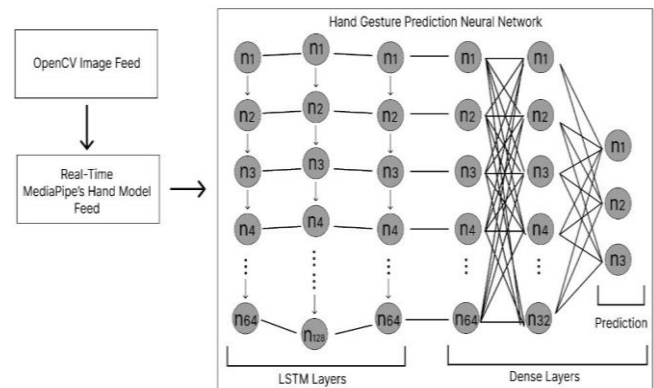 Hand Gesture Prediction Neural Network
OpenCV Image Feed
Real-Time
MediaPipe's Hand Model
Feed
n1 n1 n1 n1 n1
n2 n2 n2 n2 n2
n1
n3 n3 n3 n3 n3
n2
n4 n4 n4 n4 n4
n3
n64 n128 n64 n64 n32
Prediction
LSTM Layers
Dense Layers